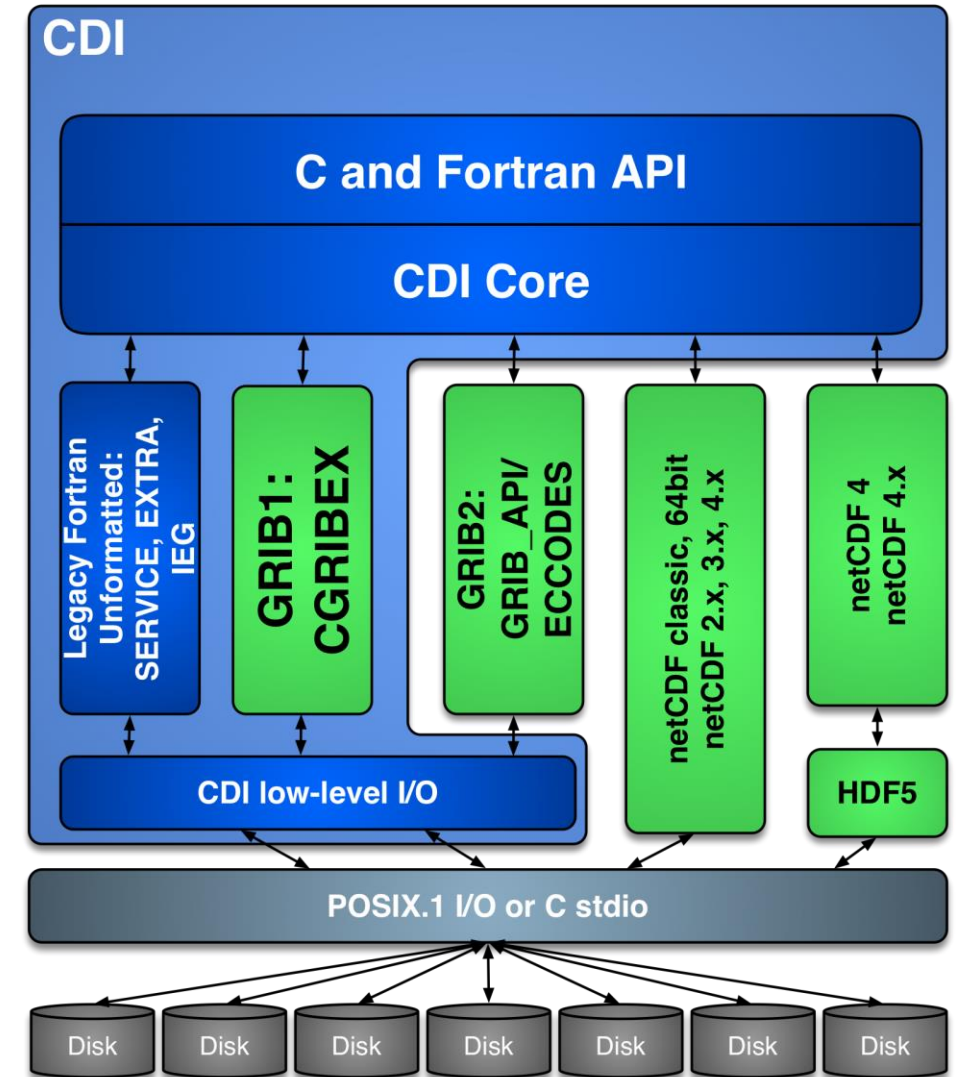 CDI
C and Fortran API
CDI Core
Legacy Fortran
Unformatted:
SERVICE, EXTRA,
IEG
GRIB1:
CGRIBEX
GRIB2:
GRIB_API/
ECCODES
netCDF classic, 64bit
netCDF 2.x, 3.x, 4.x
netCDF 4
netCDF 4.x
CDI low-level I/O
HDF5
POSIX.1 I/O or C stdio
Disk
Disk
Disk
Disk
Disk
Disk
Disk